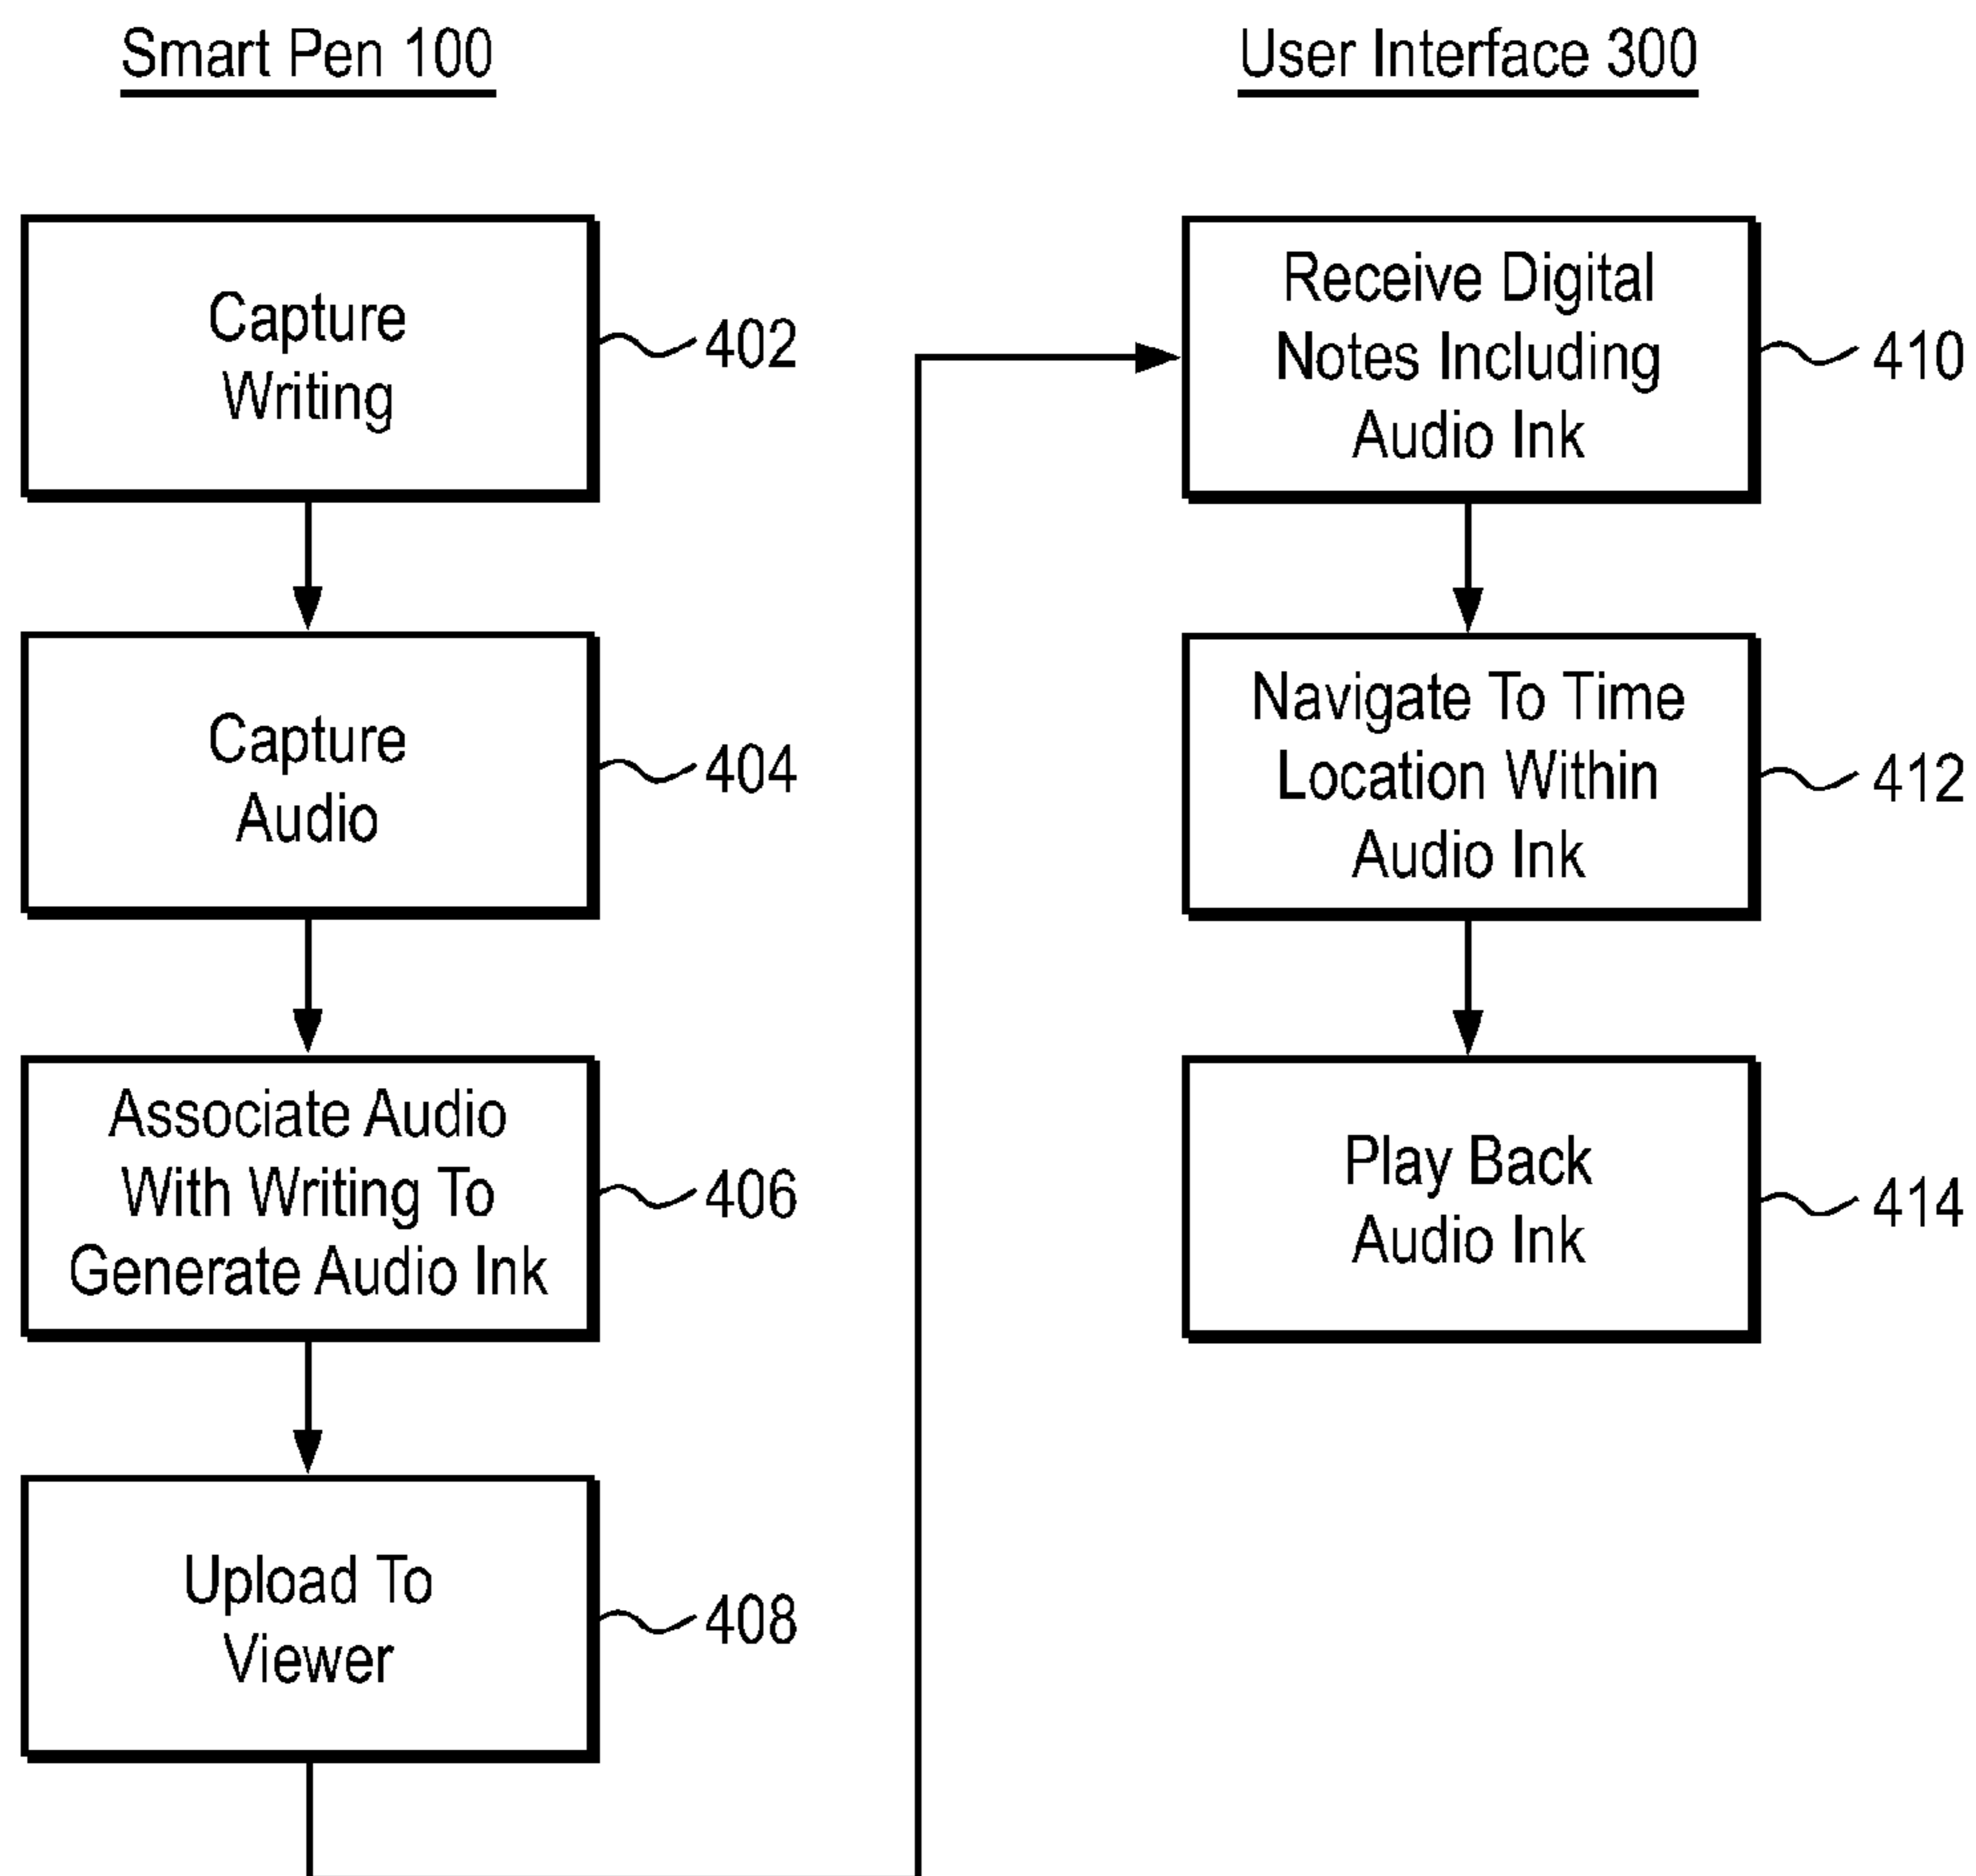 Smart Pen 100
Capture
Writing
402
Capture
Audio
404
Associate Audio
With Writing To
Generate Audio Ink
406
Upload To
Viewer
408
User Interface 300
Receive Digital
Notes Including
Audio Ink
410
Navigate To Time
Location Within
Audio Ink
412
Play Back
Audio Ink
414